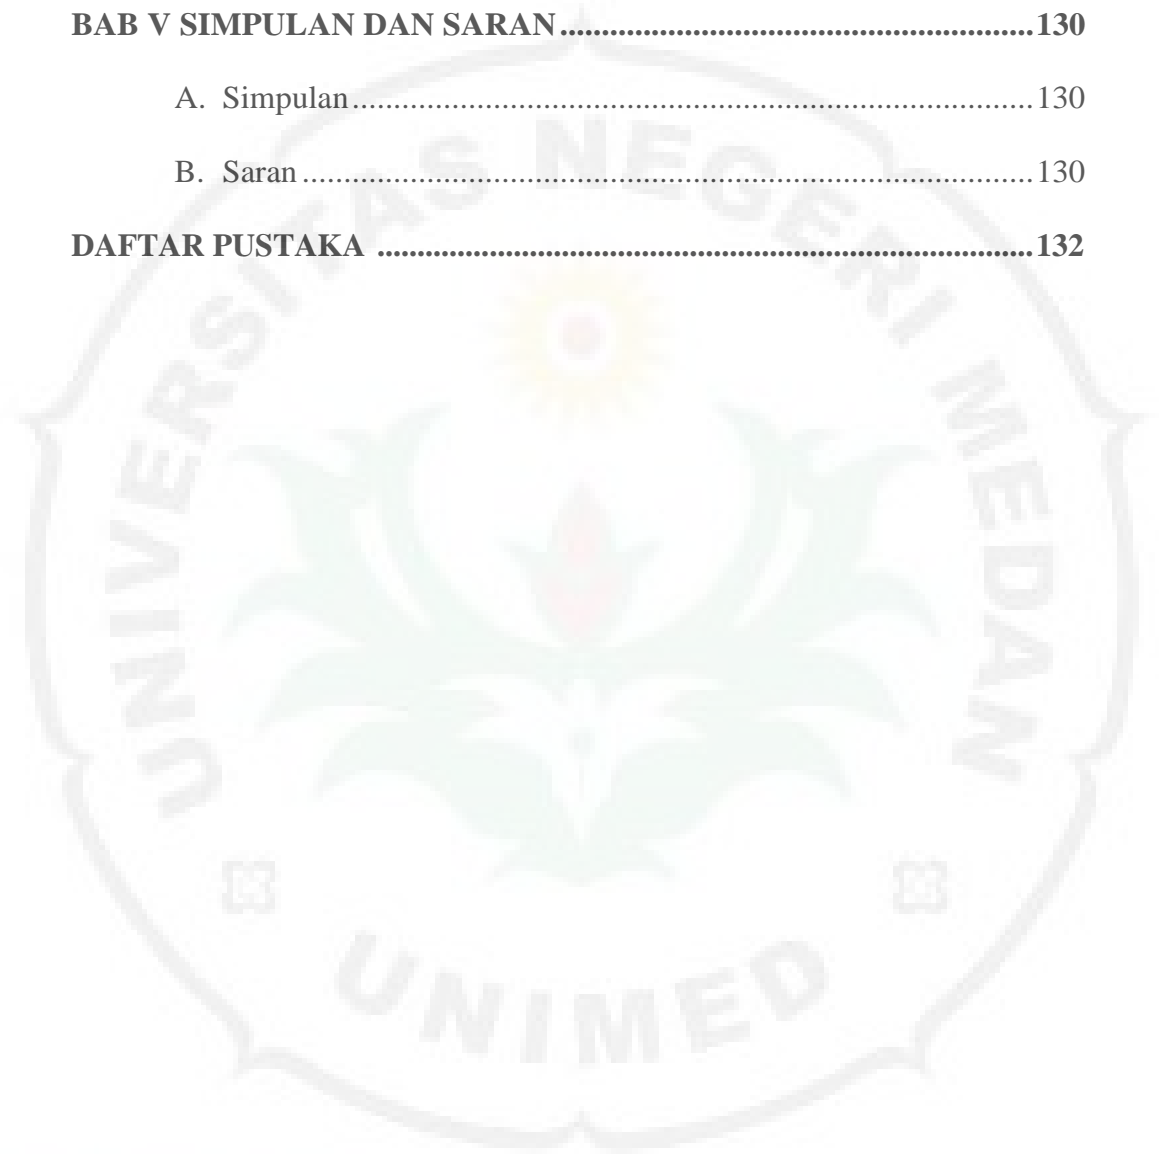 BAB V SIMPULAN DAN SARAN ............................................................ 130
A. Simpulan ...................................................................................... 130
B. Saran ............................................................................................ 130
DAFTAR PUSTAKA ................................................................................... 132
UNIVERSITAS NEGERI MEDAN
UNIMED